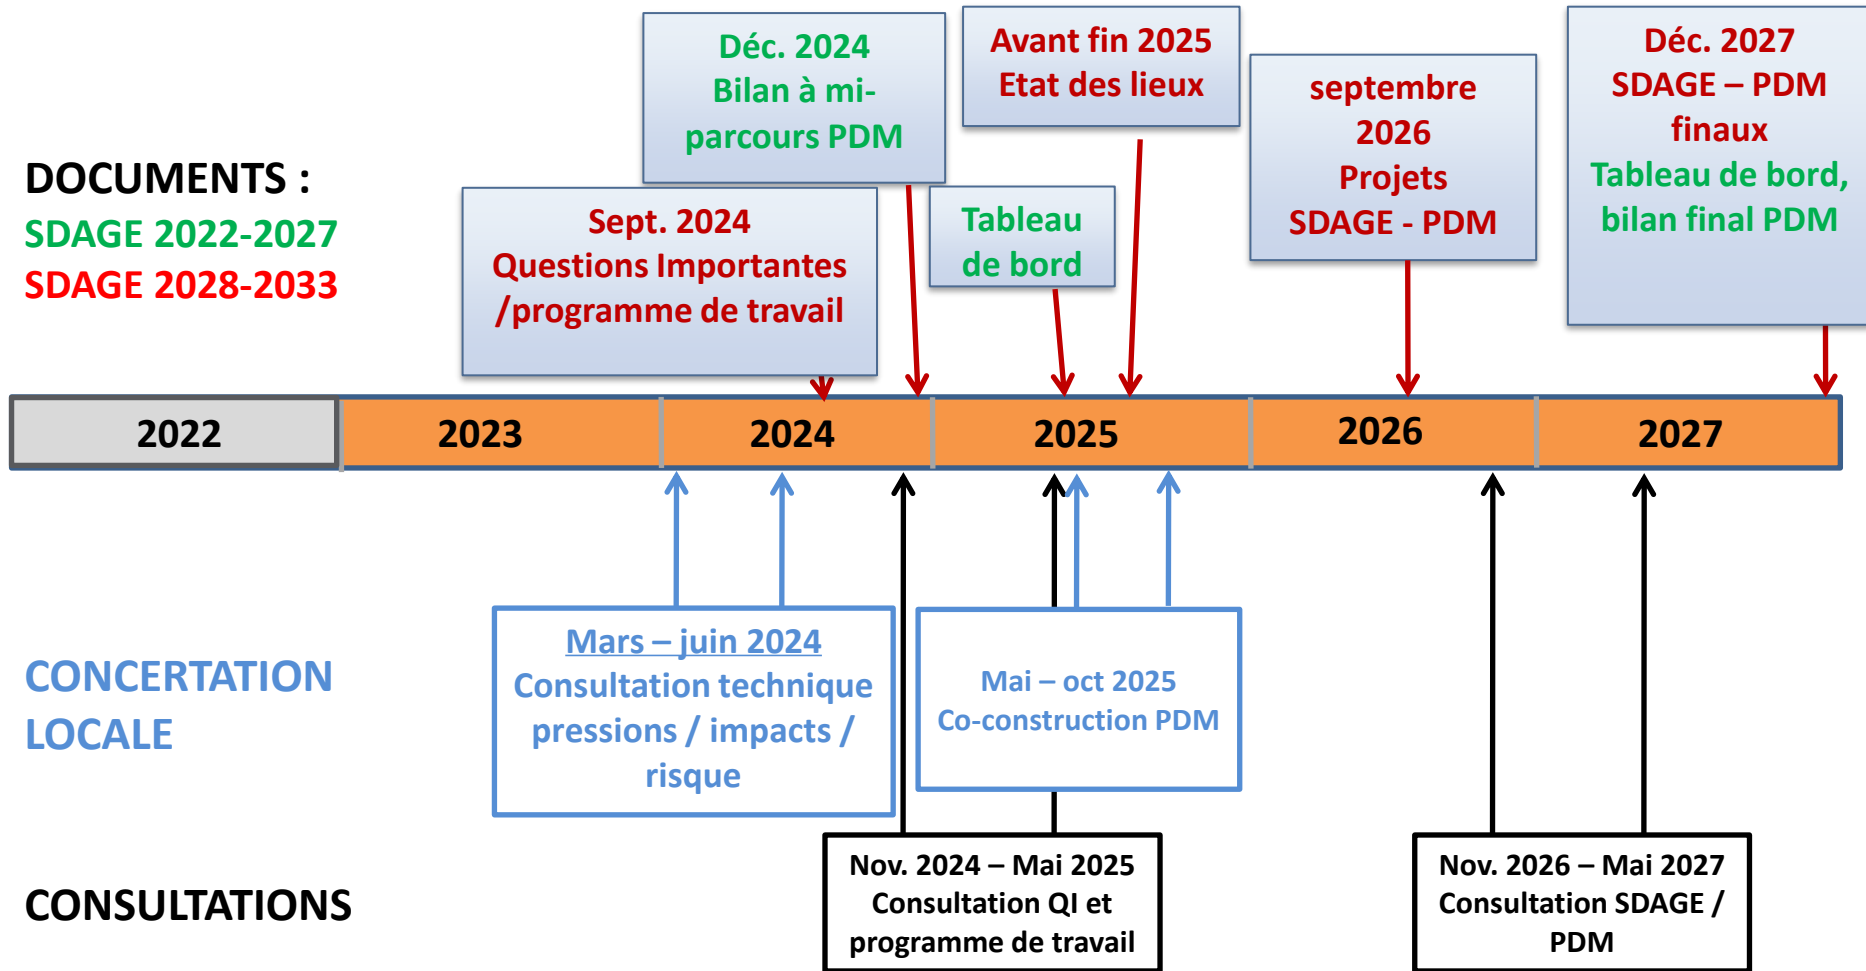 DOCUMENTS :
SDAGE 2022-2027
SDAGE 2028-2033
Sept. 2024
Questions Importantes
/programme de travail
Déc. 2024
Bilan à mi-
parcours PDM
Tableau
de bord
Avant fin 2025
Etat des lieux
septembre
2026
Projets
SDAGE - PDM
Déc. 2027
SDAGE – PDM
finaux
Tableau de bord,
bilan final PDM
2022
2023
2024
2025
2026
2027
CONCERTATION
LOCALE
Mars – juin 2024
Consultation technique
pressions / impacts /
risque
Mai – oct 2025
Co-construction PDM
CONSULTATIONS
Nov. 2024 – Mai 2025
Consultation QI et
programme de travail
Nov. 2026 – Mai 2027
Consultation SDAGE /
PDM